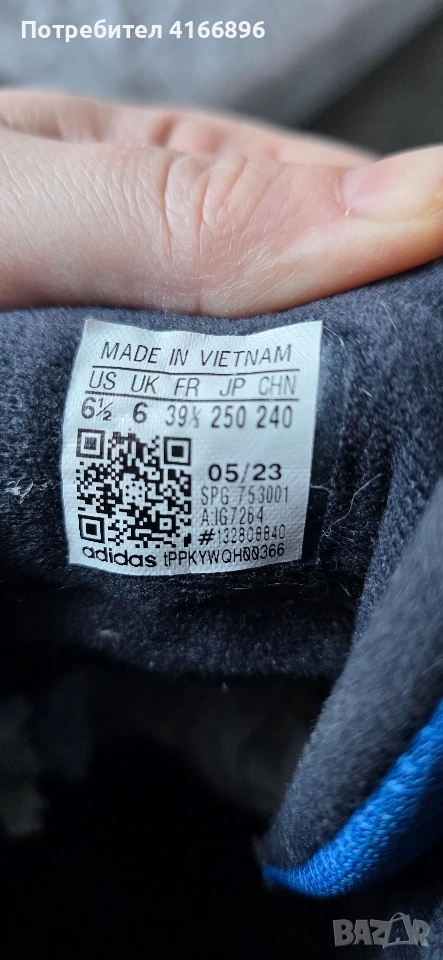 Потребител 4166896
MADE IN VIETNAM
US UK FR JP CHN
6½ 6 39⅓ 250 240
05/23
SPG 753001
A:IG7264
#132808840
adidas tPPKYWQH00366
BAZAR